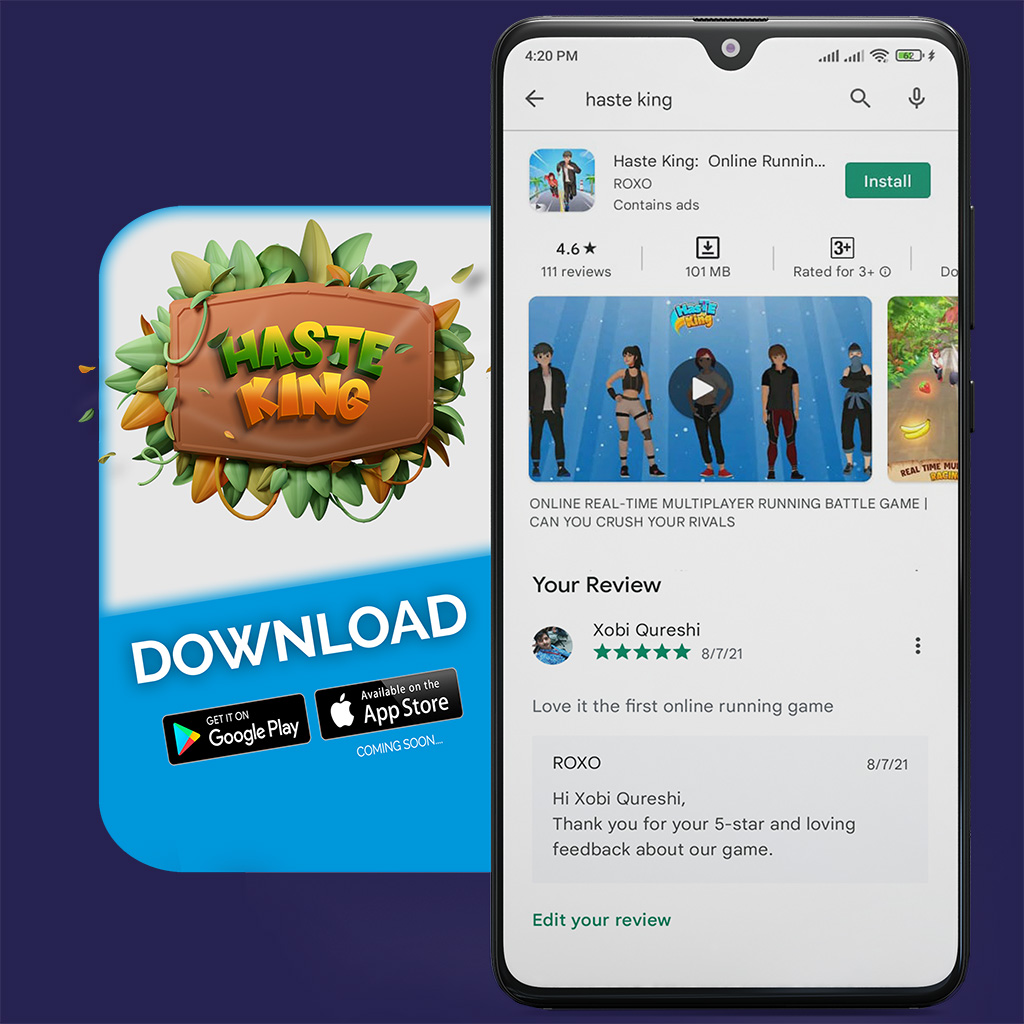 HASTE
KING
DOWNLOAD
GET IT ON
Google Play
Available on the
App Store
COMING SOON....
4:20 PM
62
haste king
Haste King: Online Runnin...
ROXO
Contains ads
Install
4.6★
111 reviews
101 MB
3+
Rated for 3+
Do
Haste
King
REAL TIME MU
RAGIN
ONLINE REAL-TIME MULTIPLAYER RUNNING BATTLE GAME |
CAN YOU CRUSH YOUR RIVALS
Your Review
Xobi Qureshi
8/7/21
Love it the first online running game
ROXO
8/7/21
Hi Xobi Qureshi,
Thank you for your 5-star and loving
feedback about our game.
Edit your review